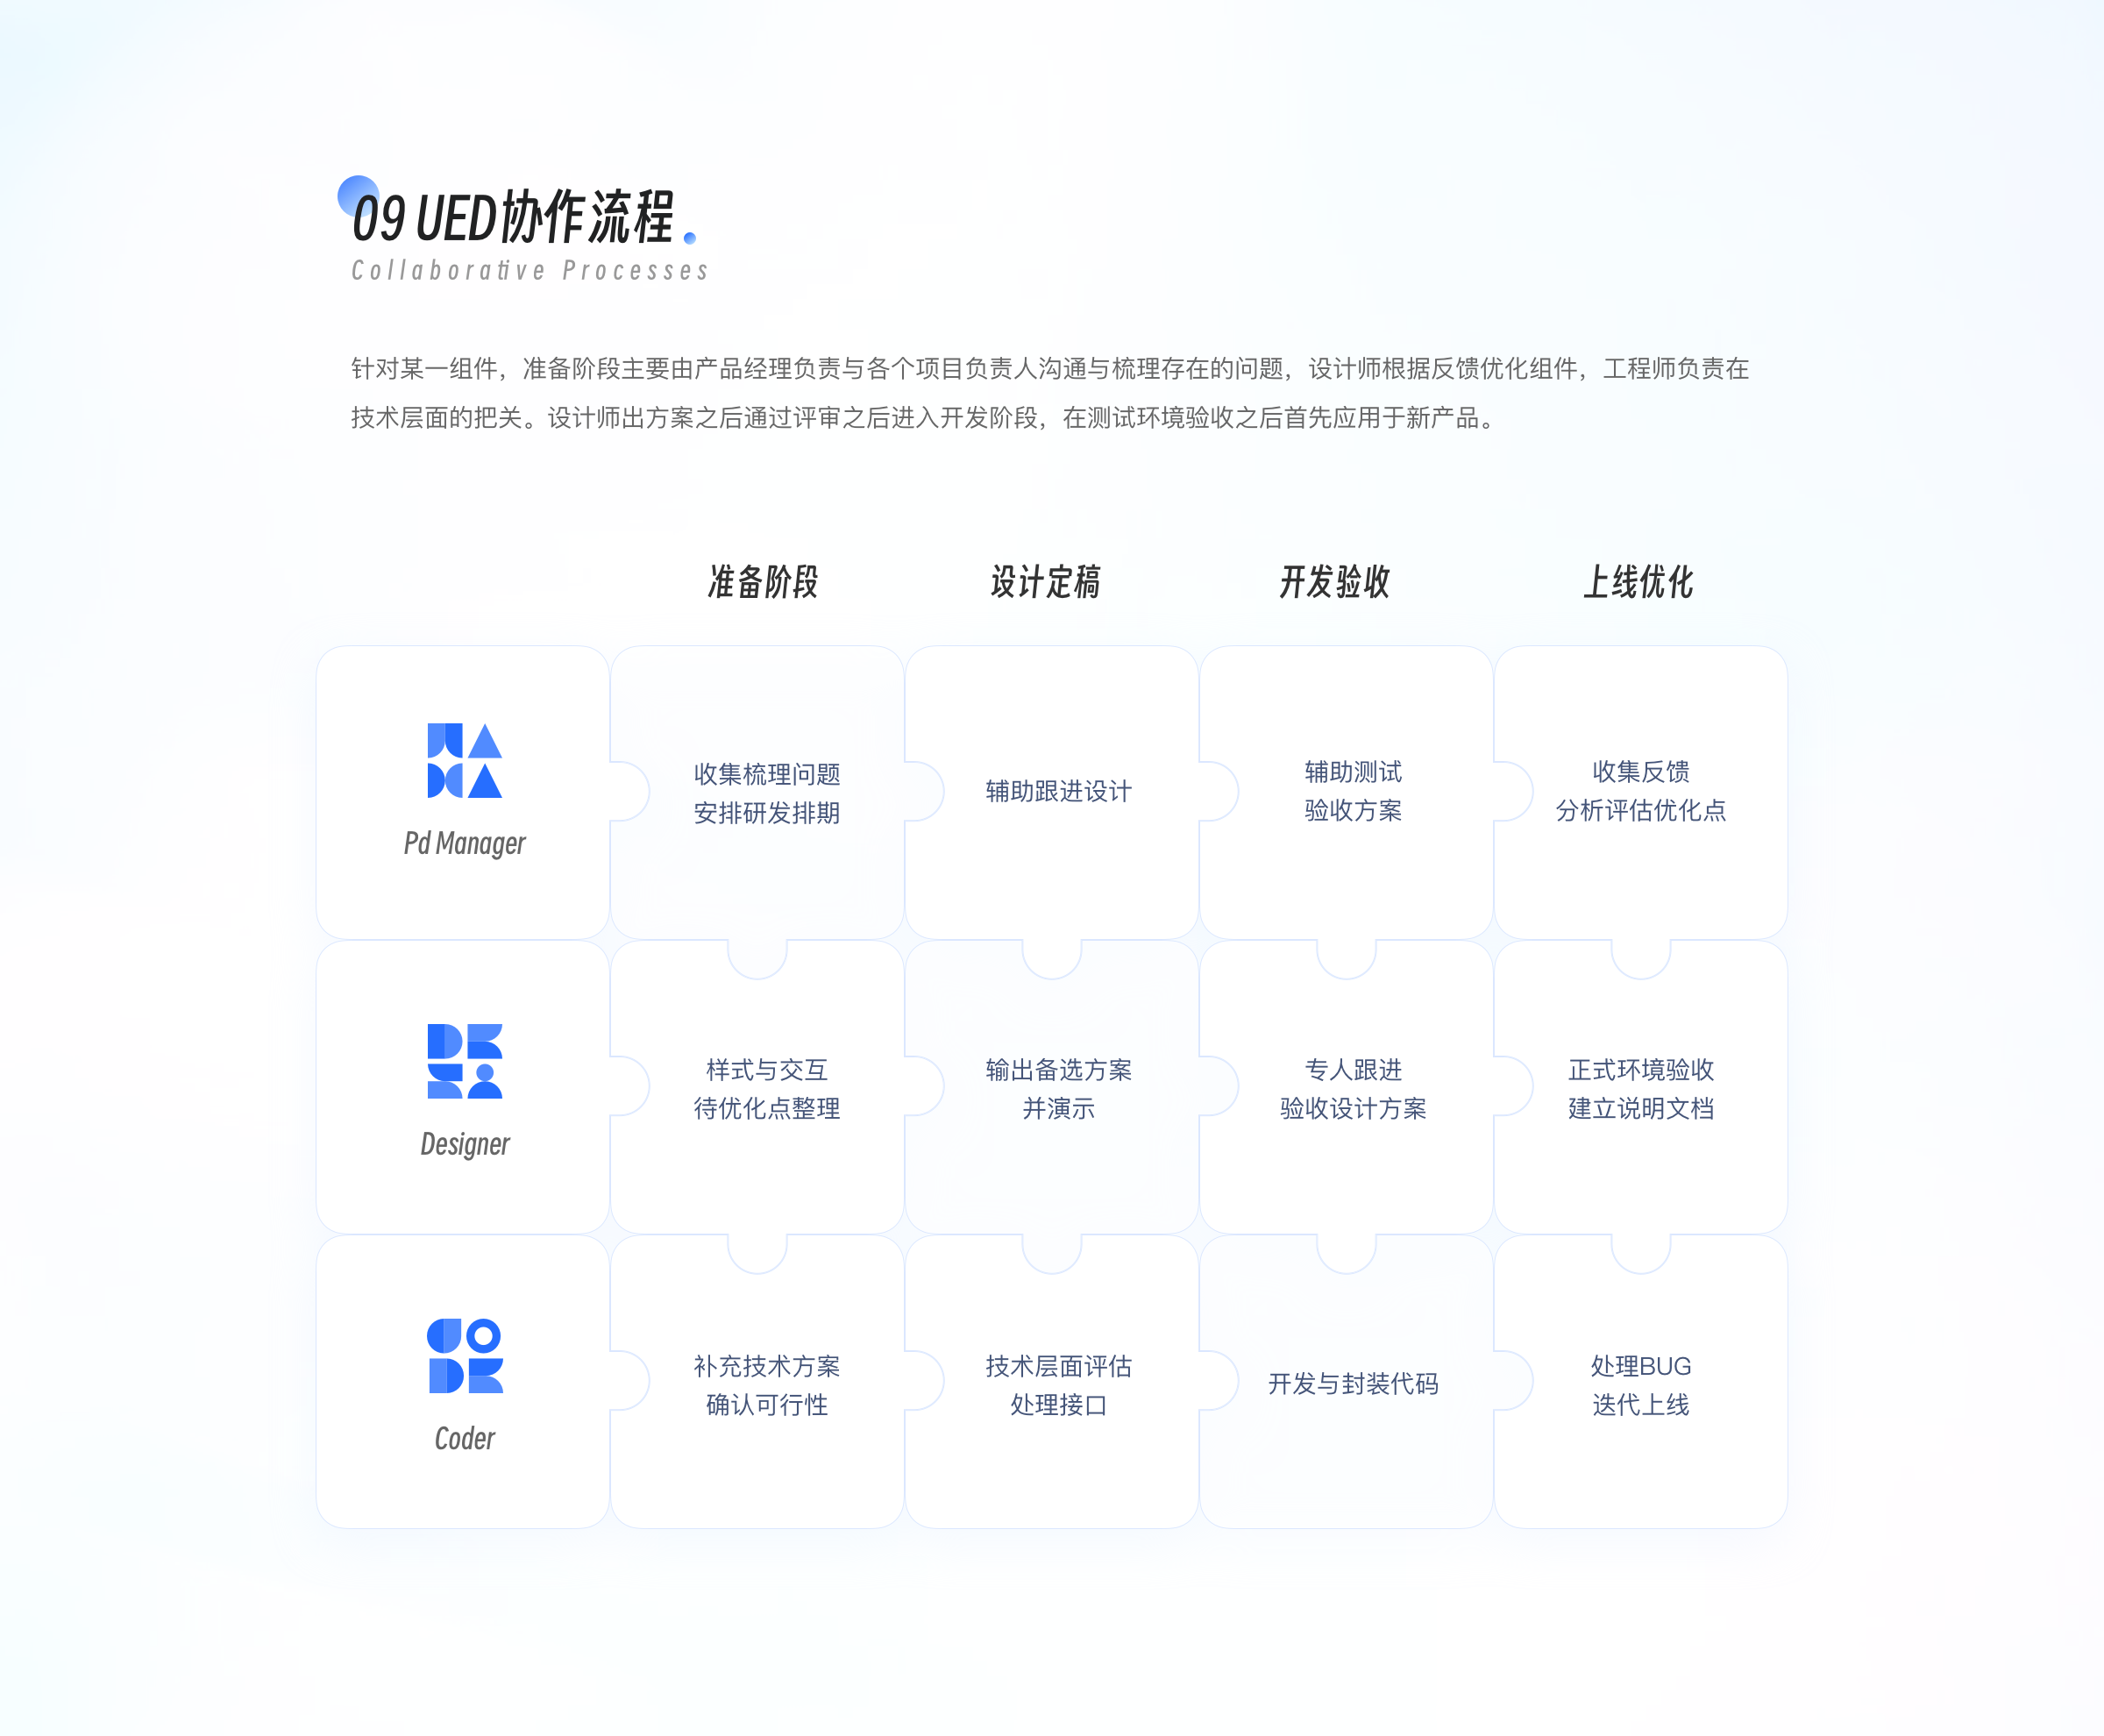 09 UED协作流程.
Collaborative Processes
针对某一组件，准备阶段主要由产品经理负责与各个项目负责人沟通与梳理存在的问题，设计师根据反馈优化组件，工程师负责在
技术层面的把关。设计师出方案之后通过评审之后进入开发阶段，在测试环境验收之后首先应用于新产品。
准备阶段
设计定稿
开发验收
上线优化
Pd Manager
收集梳理问题
安排研发排期
辅助跟进设计
辅助测试
验收方案
收集反馈
分析评估优化点
Designer
样式与交互
待优化点整理
输出备选方案
并演示
专人跟进
验收设计方案
正式环境验收
建立说明文档
Coder
补充技术方案
确认可行性
技术层面评估
处理接口
开发与封装代码
处理BUG
迭代上线